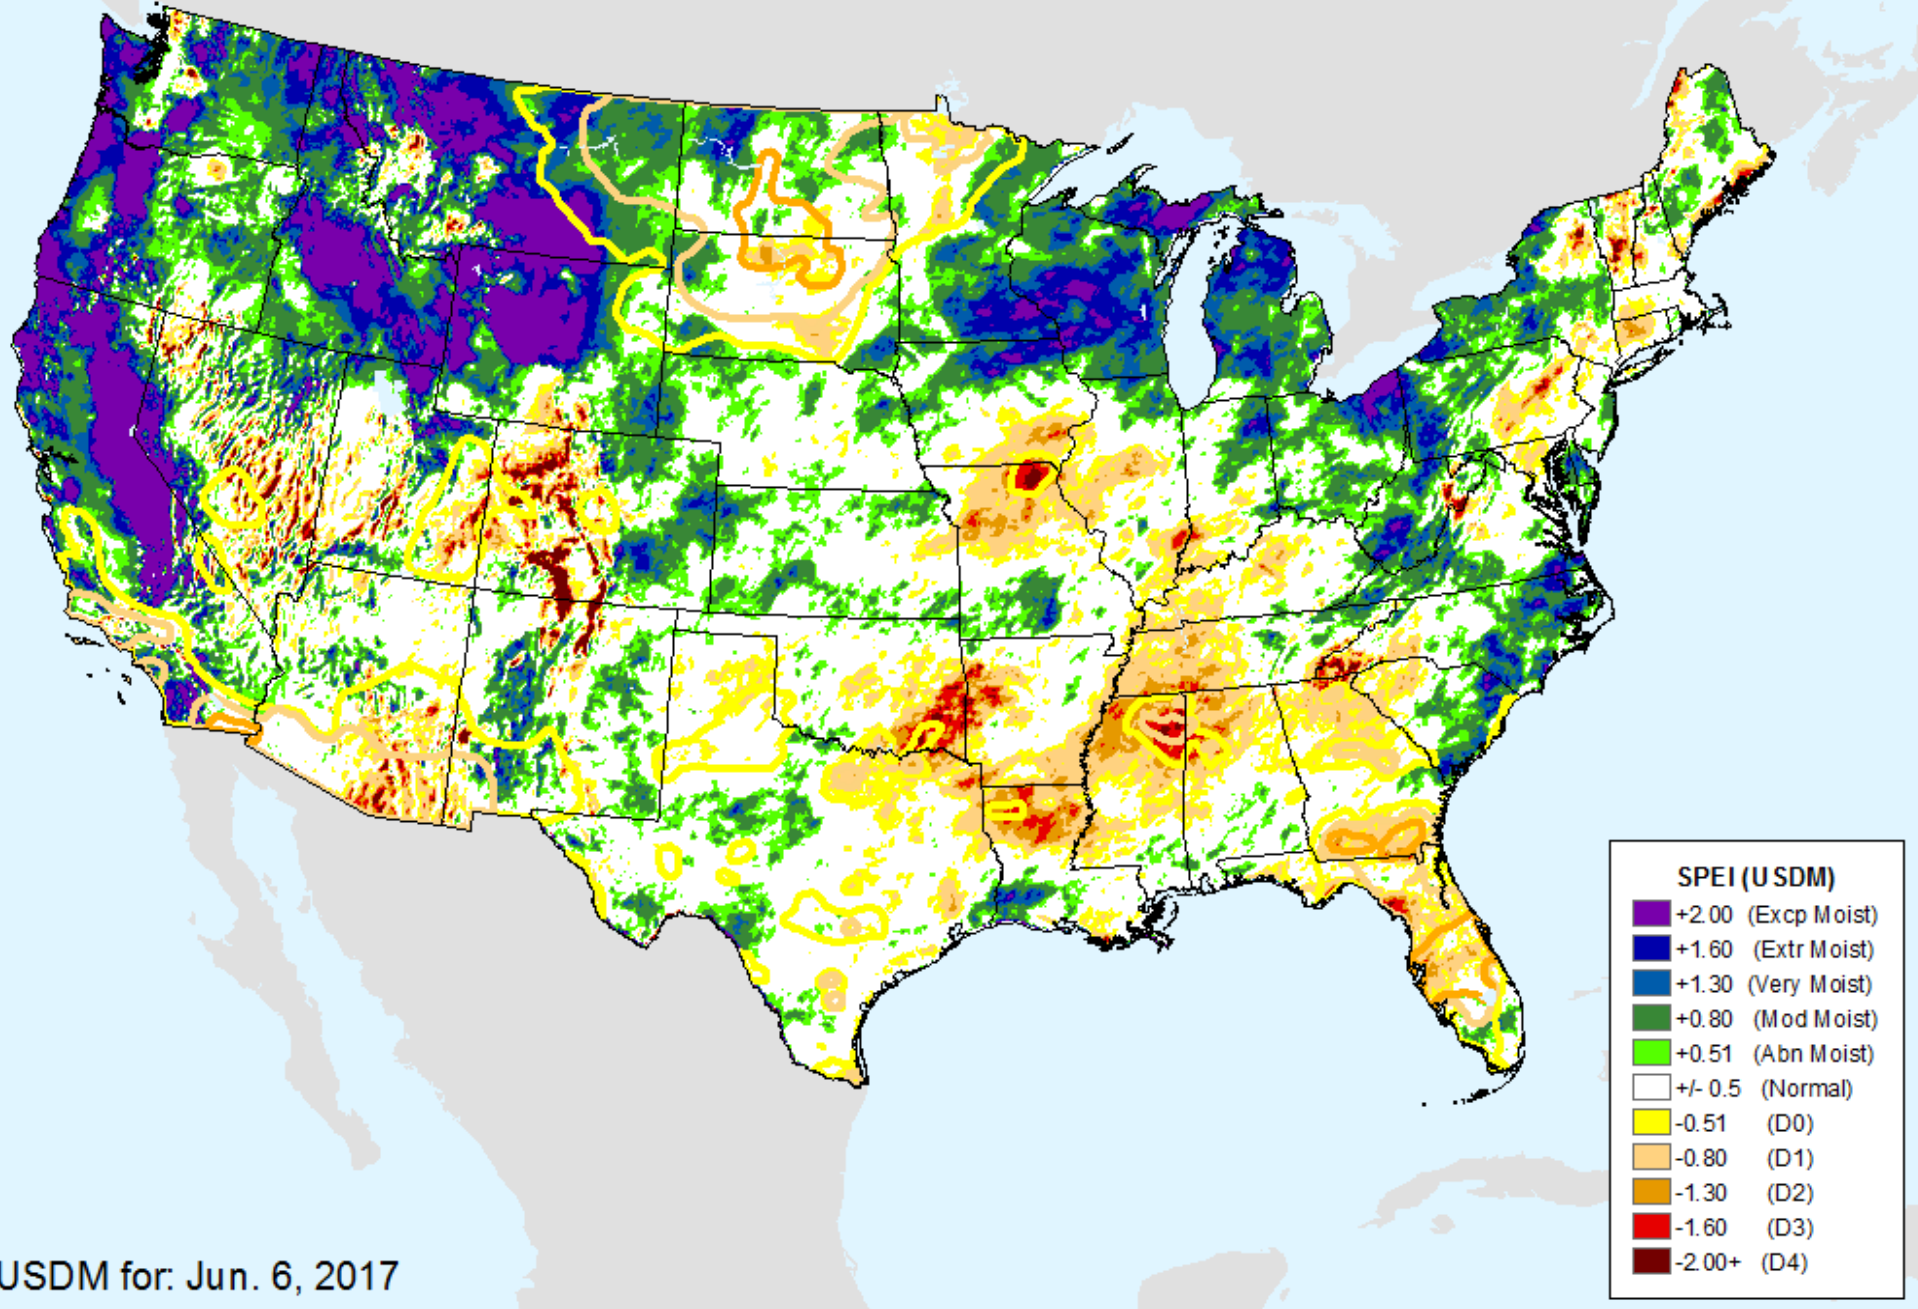 SPEI (USDM)
+2.00 (Excp Moist)
+1.60 (Extr Moist)
+1.30 (Very Moist)
+0.80 (Mod Moist)
+0.51 (Abn Moist)
+/- 0.5 (Normal)
-0.51 (D0)
-0.80 (D1)
-1.30 (D2)
-1.60 (D3)
-2.00+ (D4)
USDM for: Jun. 6, 2017